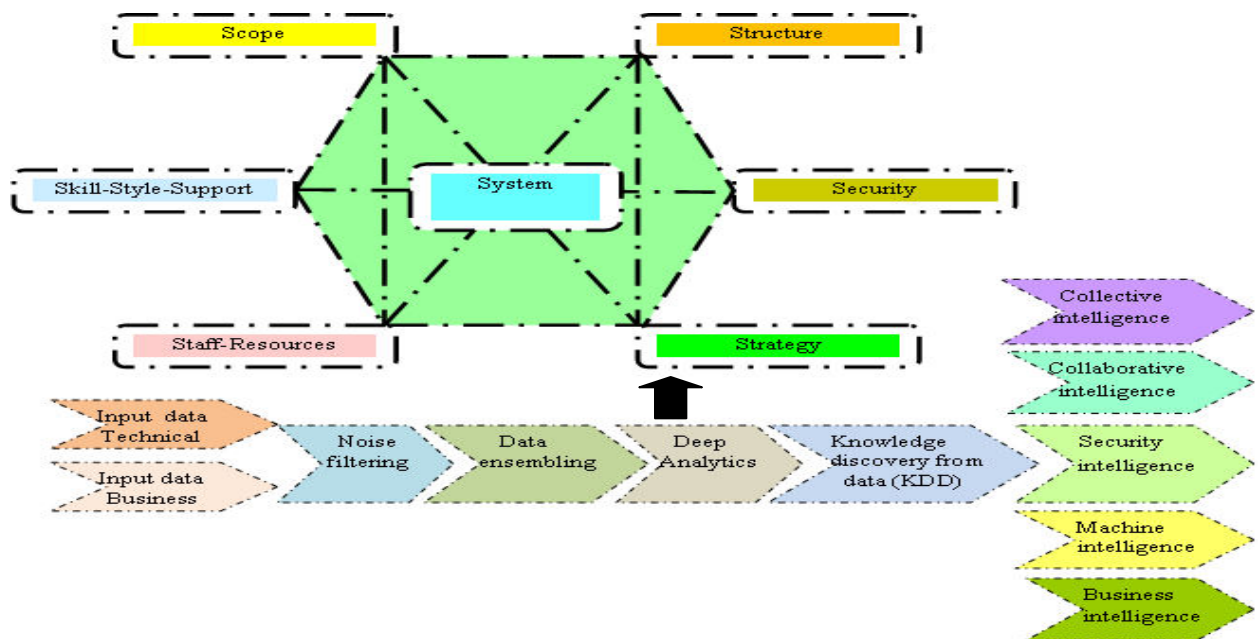 Scope
Structure
Skill-Style-Support
System
Security
Staff-Resources
Strategy
Input data
Technical
Input data
Business
Noise
filtering
Data
ensembling
Deep
Analytics
Knowledge
discovery from
data (KDD)
Collective
intelligence
Collaborative
intelligence
Security
intelligence
Machine
intelligence
Business
intelligence